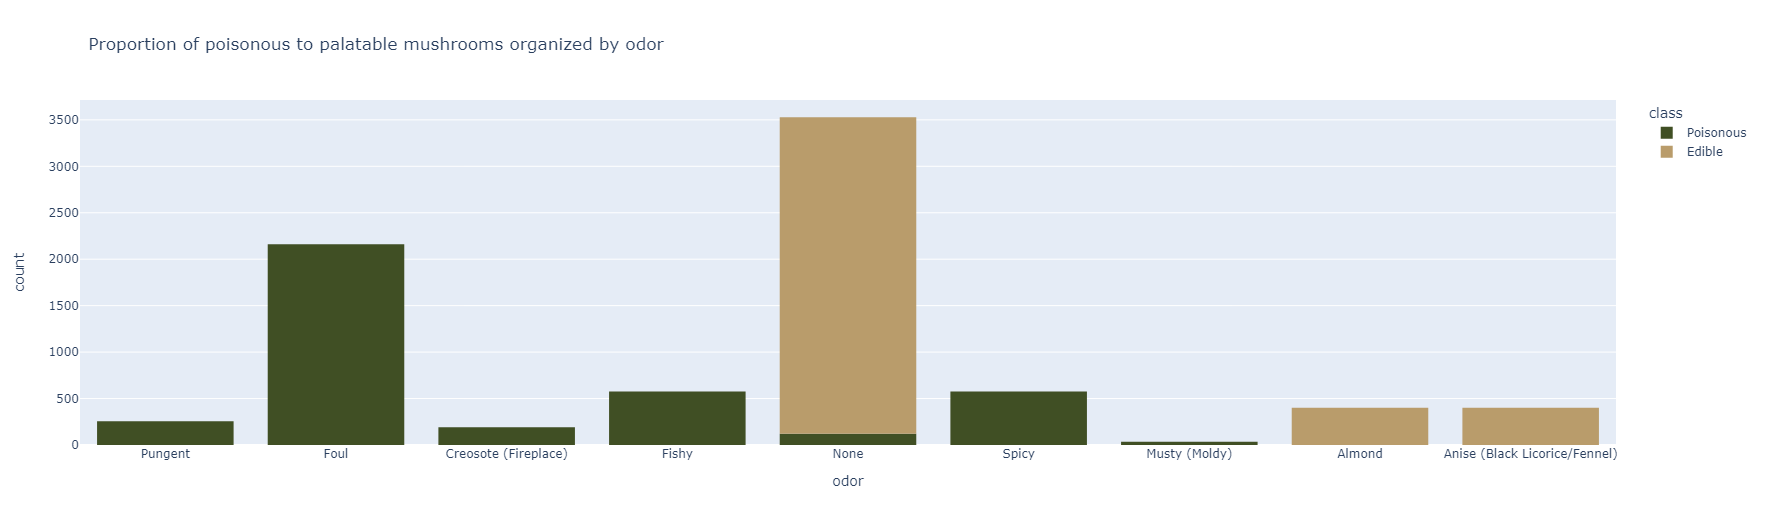 Proportion of poisonous to palatable mushrooms organized by odor
class
Poisonous
Edible
count
3500
3000
2500
2000
1500
1000
500
0
Pungent
Foul
Creosote (Fireplace)
Fishy
None
Spicy
Musty (Moldy)
Almond
Anise (Black Licorice/Fennel)
odor